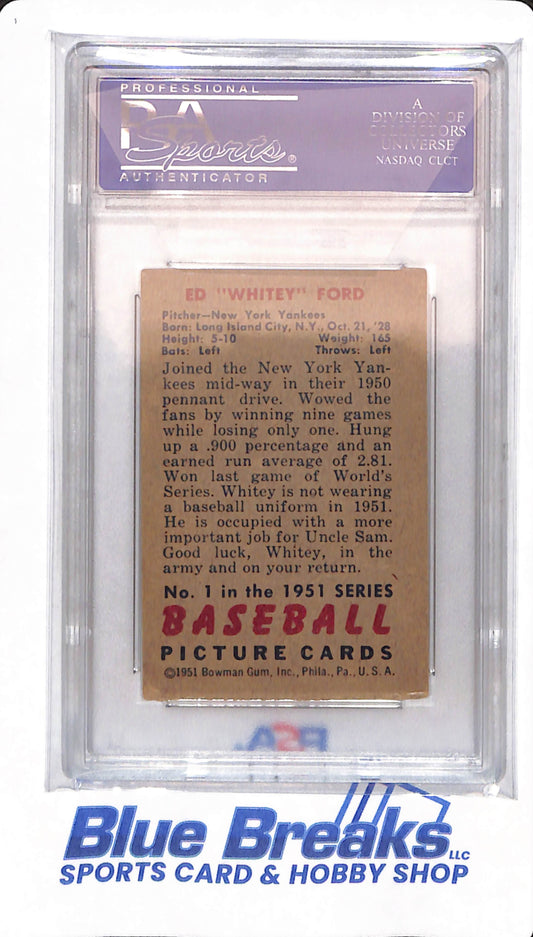 PROFESSIONAL
PSA
Sports®
AUTHENTICATOR
A
DIVISION OF
COLLECTORS
UNIVERSE
NASDAQ CLCT
ED "WHITEY" FORD
Pitcher—New York Yankees
Born: Long Island City, N.Y., Oct. 21, '28
Height: 5-10 Weight: 165
Bats: Left Throws: Left
Joined the New York Yan-
kees mid-way in their 1950
pennant drive. Wowed the
fans by winning nine games
while losing only one. Hung
up a .900 percentage and an
earned run average of 2.81.
Won last game of World's
Series. Whitey is not wearing
a baseball uniform in 1951.
He is occupied with a more
important job for Uncle Sam.
Good luck, Whitey, in the
army and on your return.
No. 1 in the 1951 SERIES
BASEBALL
PICTURE CARDS
©1951 Bowman Gum, Inc., Phila., Pa., U. S. A.
PSA
Blue Breaks LLC
SPORTS CARD & HOBBY SHOP